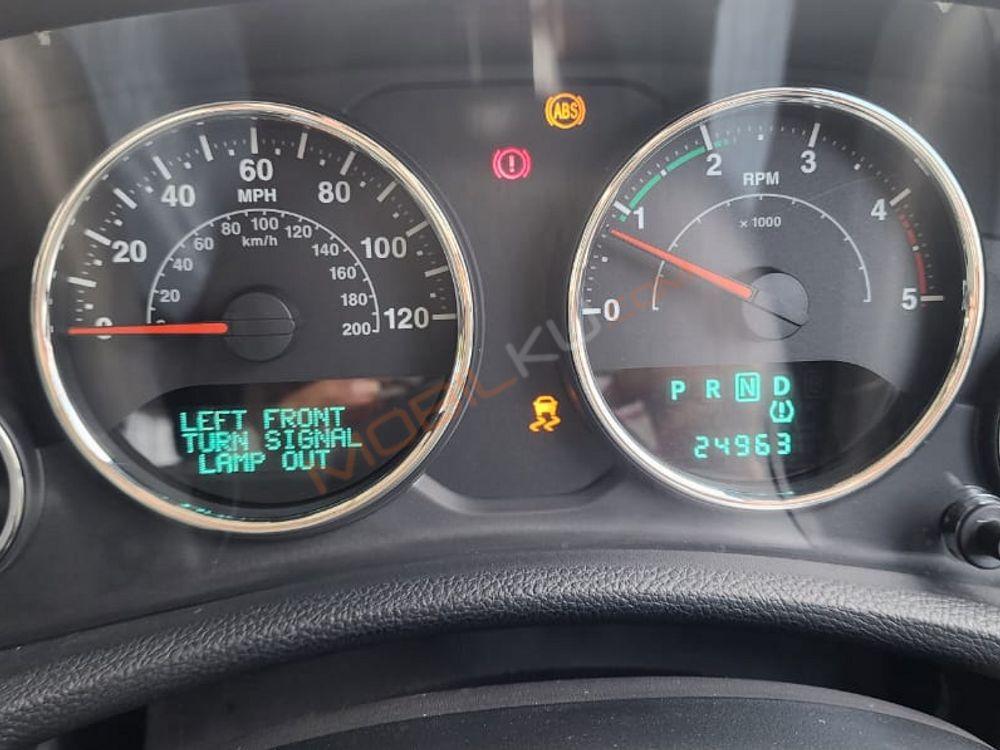 ABS
!
20
40
60
80
100
120
MPH
0
20
40
60
80
100
120
140
160
180
200
km/h
LEFT FRONT
TURN SIGNAL
LAMP OUT
0
1
2
3
4
5
RPM
x 1000
P R N D
(!)
24963
MOBILKU.COM